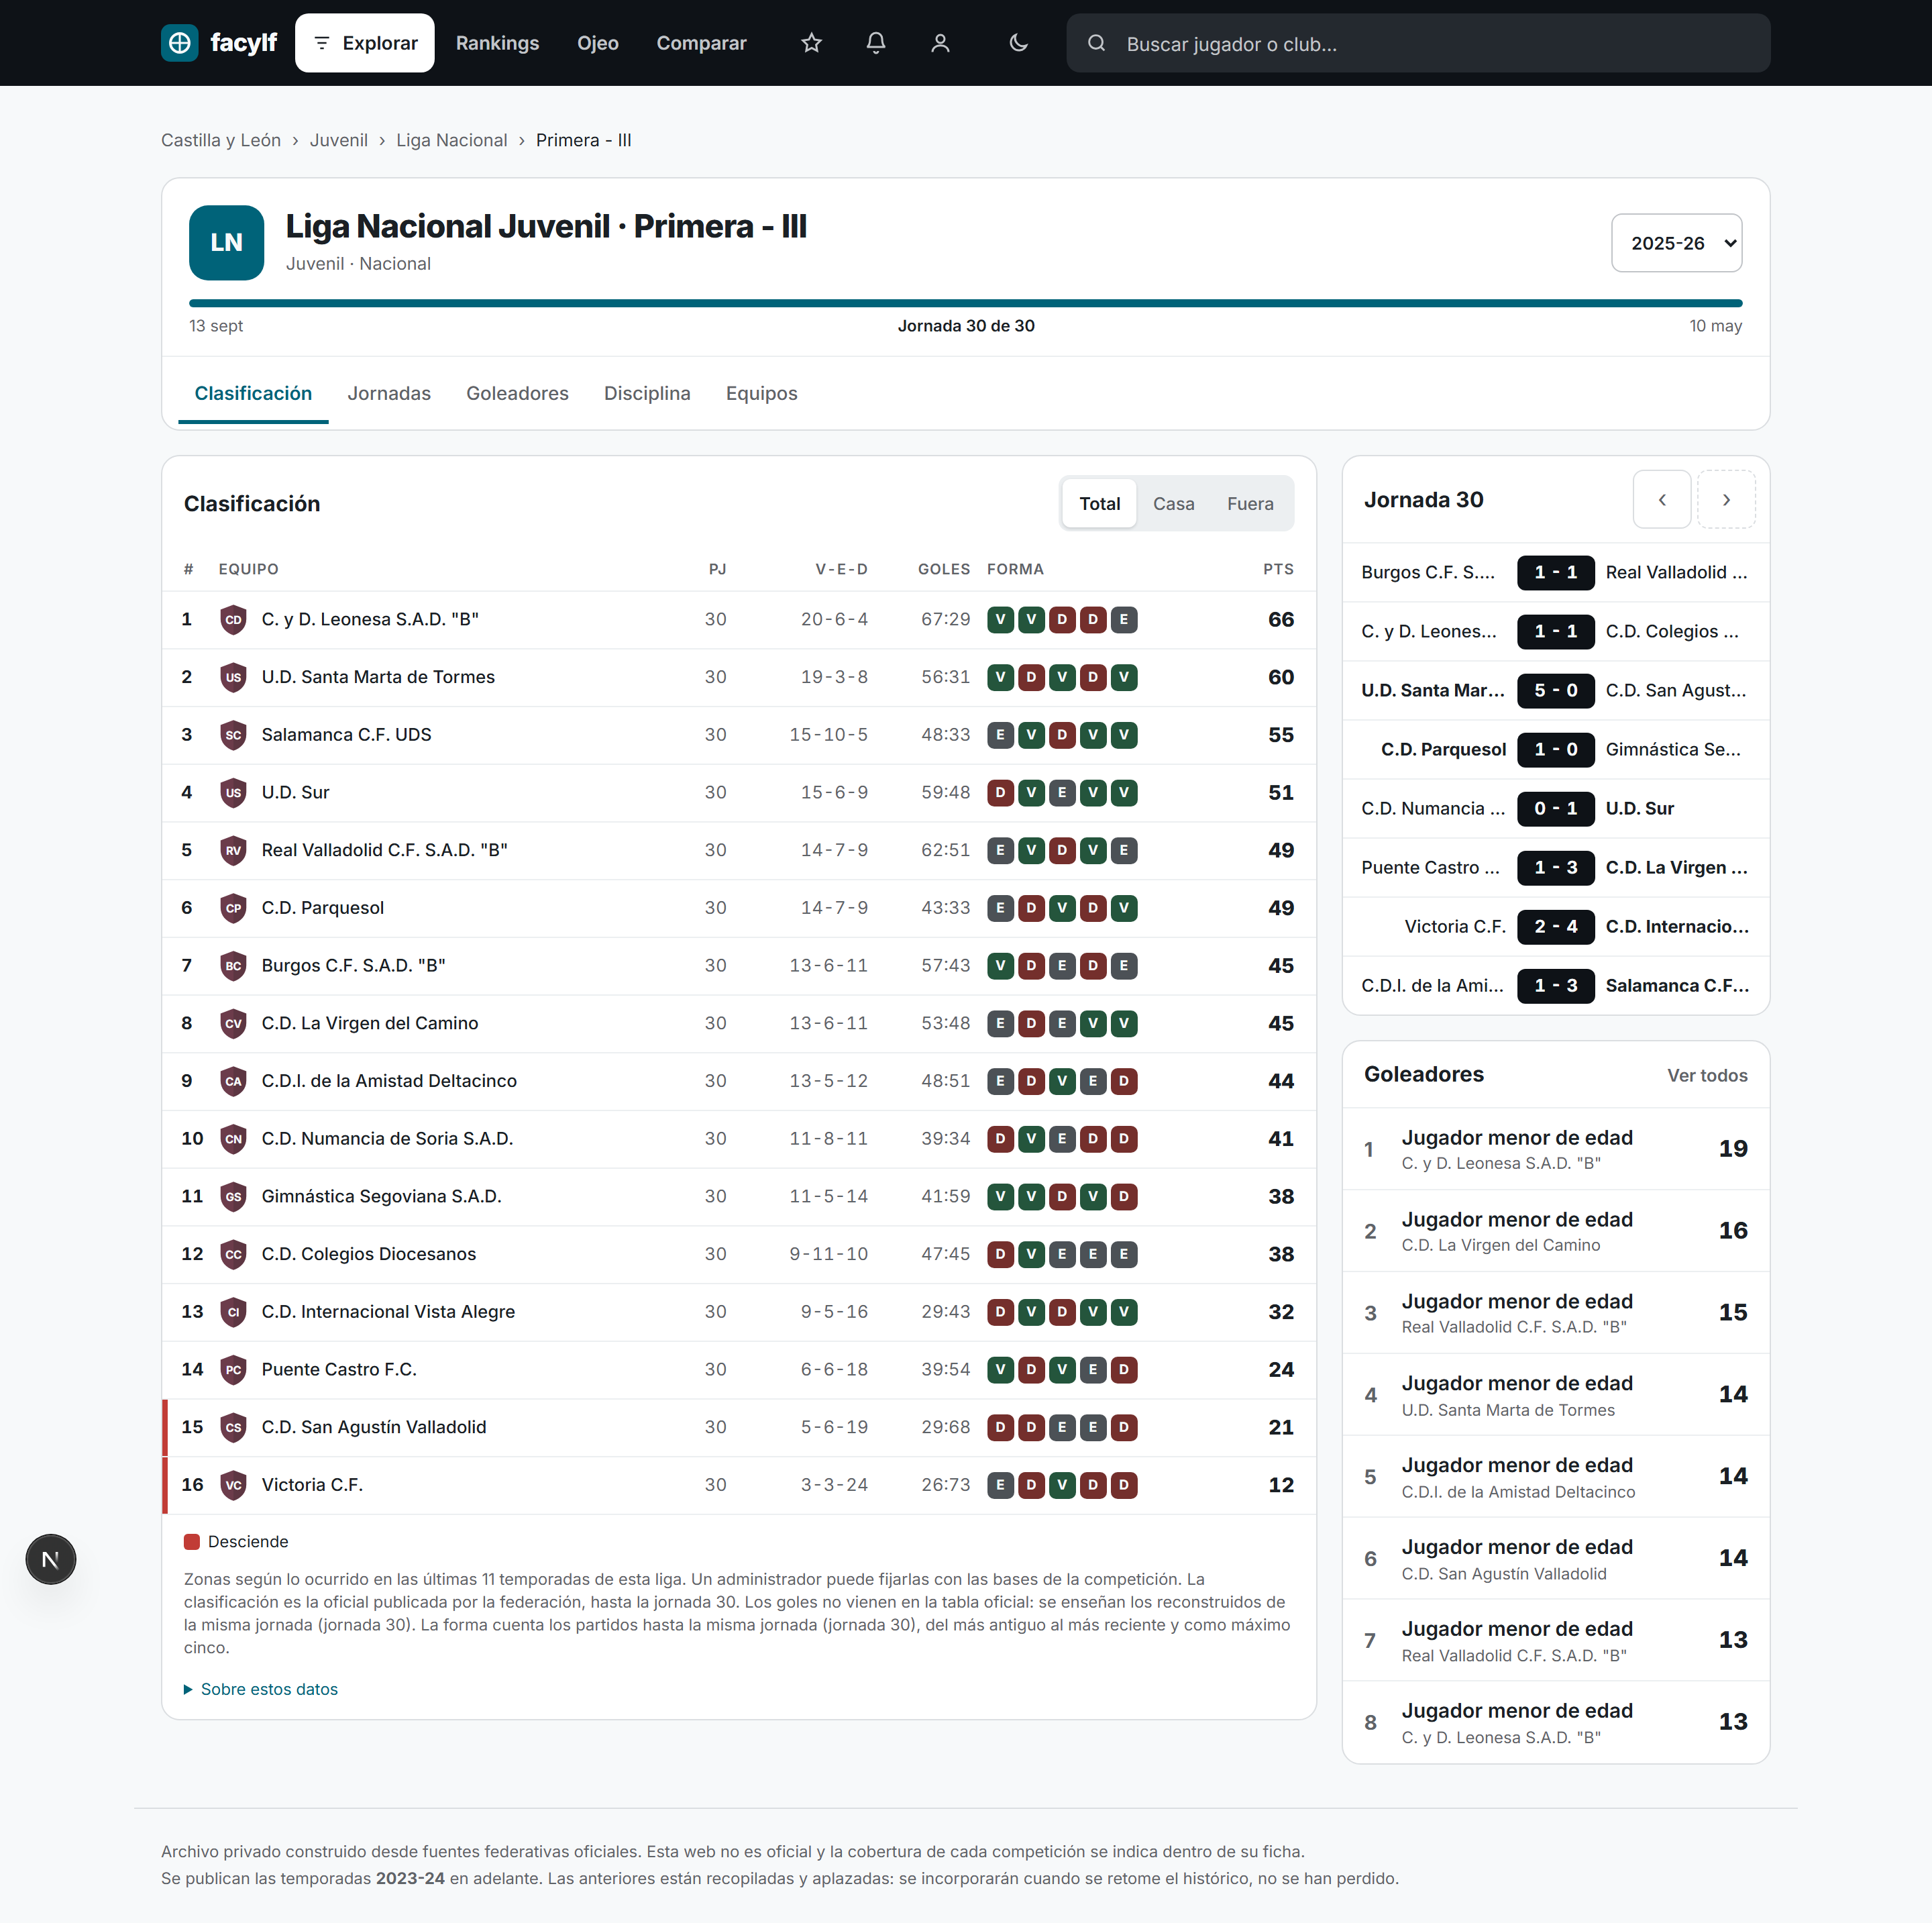 facylf Explorar Rankings Ojeo Comparar Buscar jugador o club...
Castilla y León › Juvenil › Liga Nacional › Primera - III
LN
Liga Nacional Juvenil · Primera - III
Juvenil · Nacional
2025-26
13 sept Jornada 30 de 30 10 may
Clasificación Jornadas Goleadores Disciplina Equipos
Clasificación
Total Casa Fuera
# EQUIPO PJ V-E-D GOLES FORMA PTS
1 CD C. y D. Leonesa S.A.D. "B" 30 20-6-4 67:29 V V D D E 66
2 US U.D. Santa Marta de Tormes 30 19-3-8 56:31 V D V D V 60
3 SC Salamanca C.F. UDS 30 15-10-5 48:33 E V D V V 55
4 US U.D. Sur 30 15-6-9 59:48 D V E V V 51
5 RV Real Valladolid C.F. S.A.D. "B" 30 14-7-9 62:51 E V D V E 49
6 CP C.D. Parquesol 30 14-7-9 43:33 E D V D V 49
7 BC Burgos C.F. S.A.D. "B" 30 13-6-11 57:43 V D E D E 45
8 CV C.D. La Virgen del Camino 30 13-6-11 53:48 E D E V V 45
9 CA C.D.I. de la Amistad Deltacinco 30 13-5-12 48:51 E D V E D 44
10 CN C.D. Numancia de Soria S.A.D. 30 11-8-11 39:34 D V E D D 41
11 GS Gimnástica Segoviana S.A.D. 30 11-5-14 41:59 V V D V D 38
12 CC C.D. Colegios Diocesanos 30 9-11-10 47:45 D V E E E 38
13 CI C.D. Internacional Vista Alegre 30 9-5-16 29:43 D V D V V 32
14 PC Puente Castro F.C. 30 6-6-18 39:54 V D V E D 24
15 CS C.D. San Agustín Valladolid 30 5-6-19 29:68 D D E E D 21
16 VC Victoria C.F. 30 3-3-24 26:73 E D V D D 12
Desciende
Zonas según lo ocurrido en las últimas 11 temporadas de esta liga. Un administrador puede fijarlas con las bases de la competición. La
clasificación es la oficial publicada por la federación, hasta la jornada 30. Los goles no vienen en la tabla oficial: se enseñan los reconstruidos de
la misma jornada (jornada 30). La forma cuenta los partidos hasta la misma jornada (jornada 30), del más antiguo al más reciente y como máximo
cinco.
▶ Sobre estos datos
Jornada 30 ‹ ›
Burgos C.F. S.... 1 - 1 Real Valladolid ...
C. y D. Leones... 1 - 1 C.D. Colegios ...
U.D. Santa Mar... 5 - 0 C.D. San Agust...
C.D. Parquesol 1 - 0 Gimnástica Se...
C.D. Numancia ... 0 - 1 U.D. Sur
Puente Castro ... 1 - 3 C.D. La Virgen ...
Victoria C.F. 2 - 4 C.D. Internacio...
C.D.I. de la Ami... 1 - 3 Salamanca C.F...
Goleadores Ver todos
1 Jugador menor de edad 19
C. y D. Leonesa S.A.D. "B"
2 Jugador menor de edad 16
C.D. La Virgen del Camino
3 Jugador menor de edad 15
Real Valladolid C.F. S.A.D. "B"
4 Jugador menor de edad 14
U.D. Santa Marta de Tormes
5 Jugador menor de edad 14
C.D.I. de la Amistad Deltacinco
6 Jugador menor de edad 14
C.D. San Agustín Valladolid
7 Jugador menor de edad 13
Real Valladolid C.F. S.A.D. "B"
8 Jugador menor de edad 13
C. y D. Leonesa S.A.D. "B"
N
Archivo privado construido desde fuentes federativas oficiales. Esta web no es oficial y la cobertura de cada competición se indica dentro de su ficha.
Se publican las temporadas 2023-24 en adelante. Las anteriores están recopiladas y aplazadas: se incorporarán cuando se retome el histórico, no se han perdido.